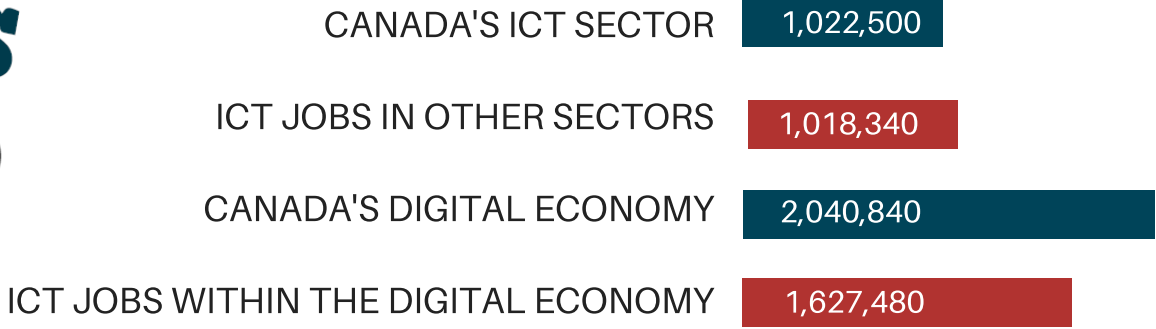 CANADA'S ICT SECTOR 1,022,500
ICT JOBS IN OTHER SECTORS 1,018,340
CANADA'S DIGITAL ECONOMY 2,040,840
ICT JOBS WITHIN THE DIGITAL ECONOMY 1,627,480